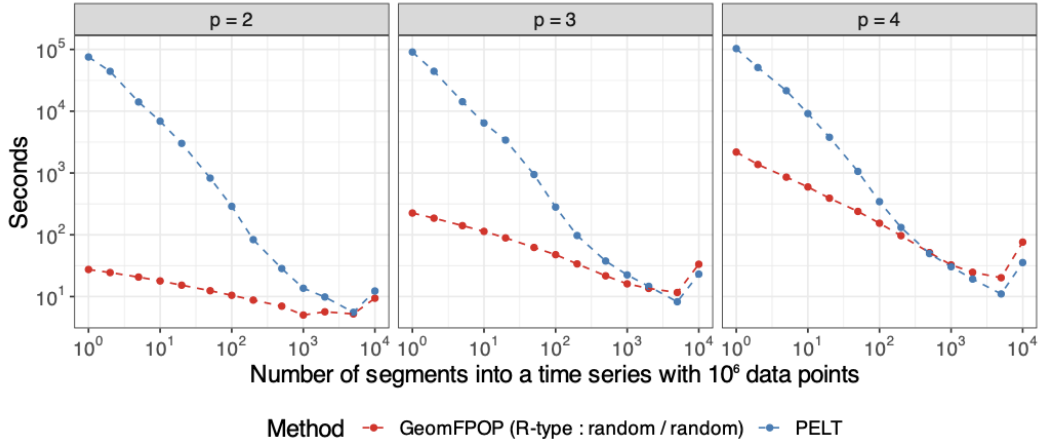 p = 2
p = 3
p = 4
Seconds
10⁵
10⁴
10³
10²
10¹
10⁰ 10¹ 10² 10³ 10⁴
10⁰ 10¹ 10² 10³ 10⁴
10⁰ 10¹ 10² 10³ 10⁴
Number of segments into a time series with 10⁶ data points
Method GeomFPOP (R-type : random / random) PELT